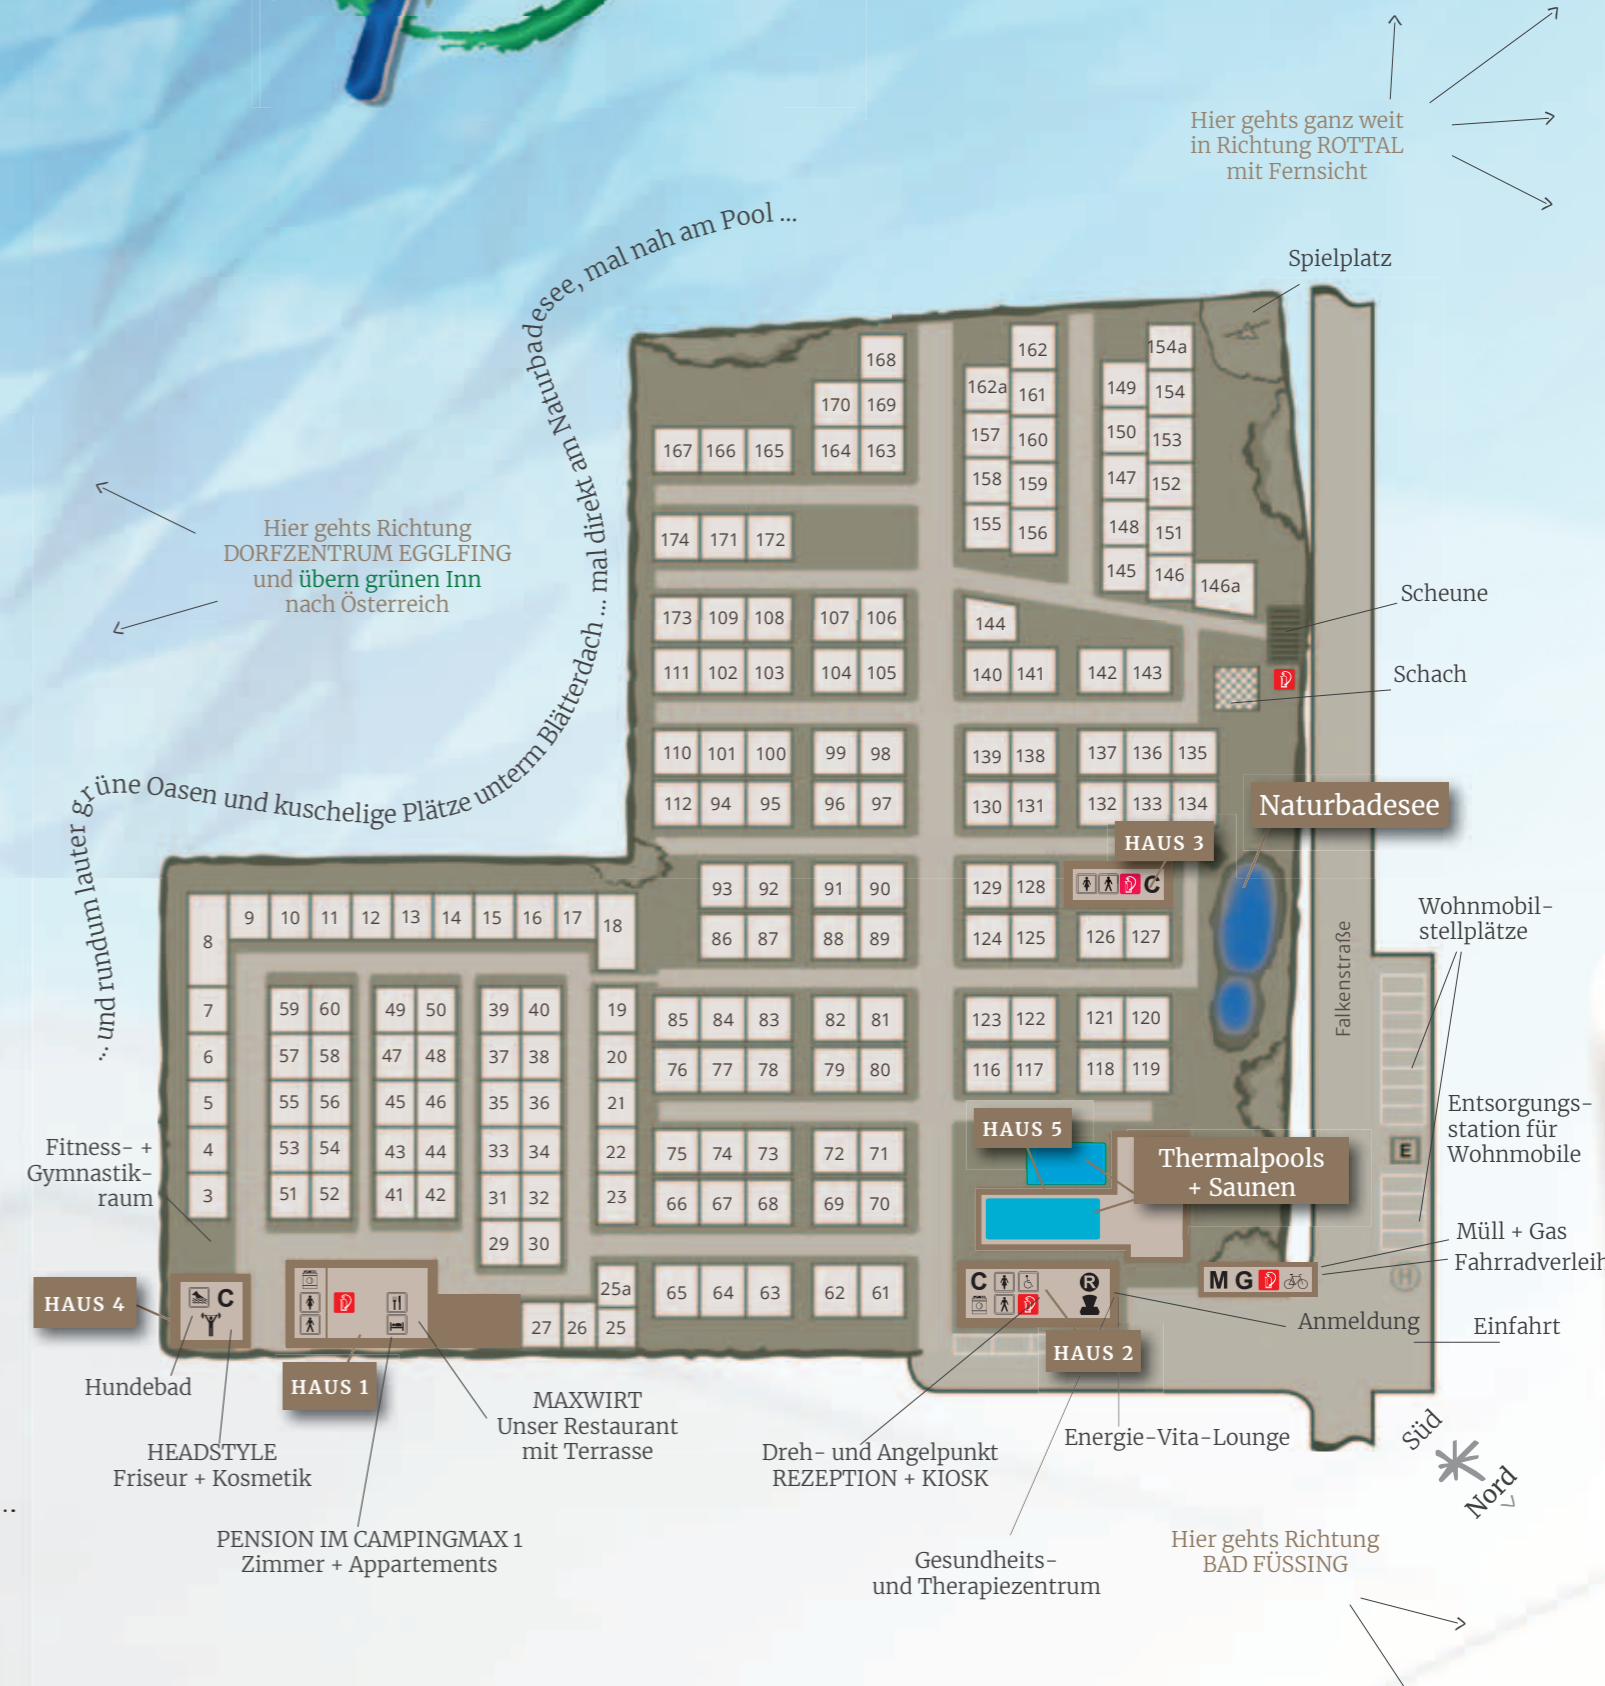 Hier gehts ganz weit
in Richtung ROTTAL
mit Fernsicht
Spielplatz
... und rundum lauter grüne Oasen und kuschelige Plätze unterm Blätterdach ... mal direkt am Naturbadesee, mal nah am Pool ...
Hier gehts Richtung
DORFZENTRUM EGGLFING
und übern grünen Inn
nach Österreich
168
162
154a
170 169
162a 161
149 154
167 166 165 164 163
157 160
150 153
158 159
147 152
174 171 172
155 156
148 151
145 146 146a
173 109 108 107 106
144
111 102 103 104 105
140 141 142 143
Scheune
Schach
110 101 100 99 98
139 138 137 136 135
112 94 95 96 97
130 131 132 133 134
Naturbadesee
HAUS 3
C
93 92 91 90
129 128
86 87 88 89
124 125 126 127
8 9 10 11 12 13 14 15 16 17 18
Falkenstraße
Wohnmobil-
stellplätze
7 59 60 49 50 39 40 19
85 84 83 82 81
123 122 121 120
6 57 58 47 48 37 38 20
76 77 78 79 80
116 117 118 119
5 55 56 45 46 35 36 21
4 53 54 43 44 33 34 22
75 74 73 72 71
3 51 52 41 42 31 32 23
66 67 68 69 70
29 30
25a
65 64 63 62 61
27 26 25
HAUS 5
Thermalpools
+ Saunen
Entsorgungs-
station für
Wohnmobile
E
Müll + Gas
Fahrradverleih
H
M G
Fitness- +
Gymnastik-
raum
HAUS 4
C
HAUS 1
C
R
HAUS 2
Anmeldung
Einfahrt
Hundebad
HEADSTYLE
Friseur + Kosmetik
MAXWIRT
Unser Restaurant
mit Terrasse
PENSION IM CAMPINGMAX 1
Zimmer + Appartements
Dreh- und Angelpunkt
REZEPTION + KIOSK
Energie-Vita-Lounge
Gesundheits-
und Therapiezentrum
Süd
Nord
Hier gehts Richtung
BAD FÜSSING
..